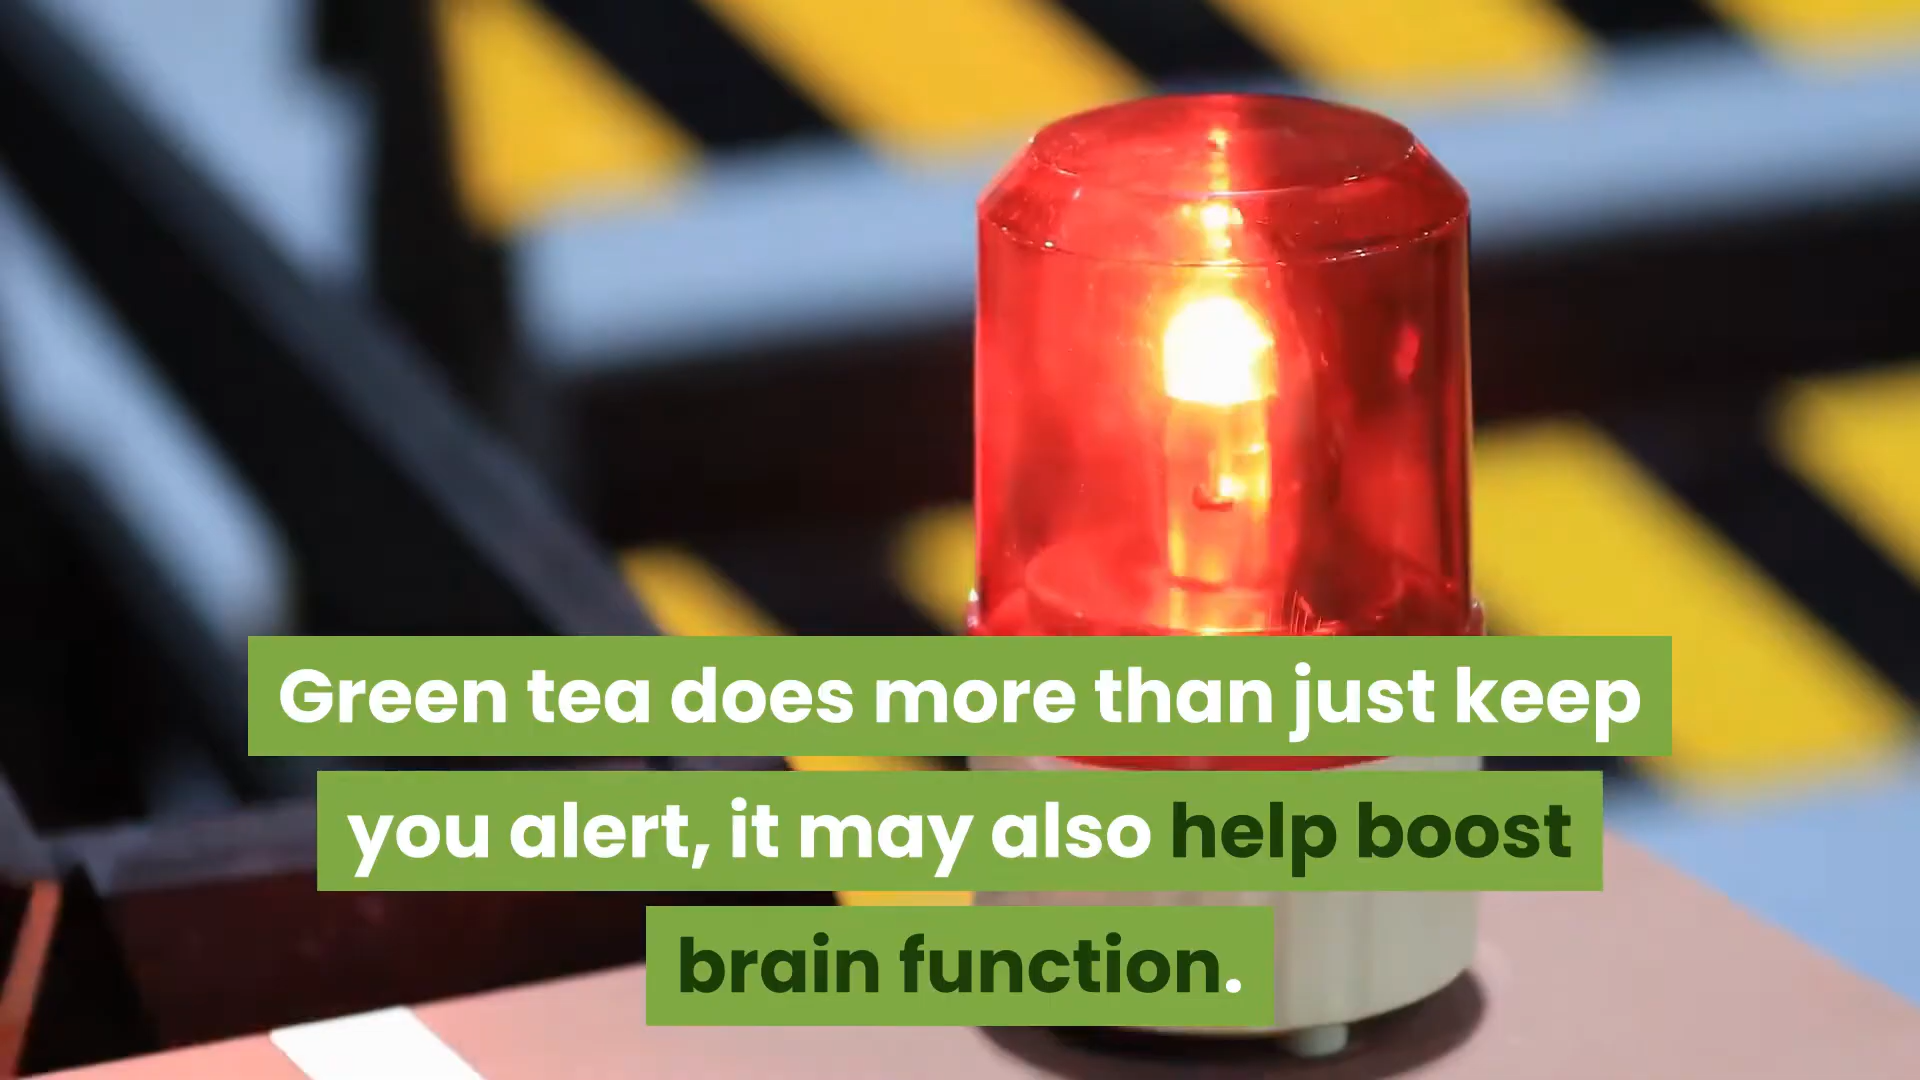 Green tea does more than just keep
you alert, it may also help boost
brain function.